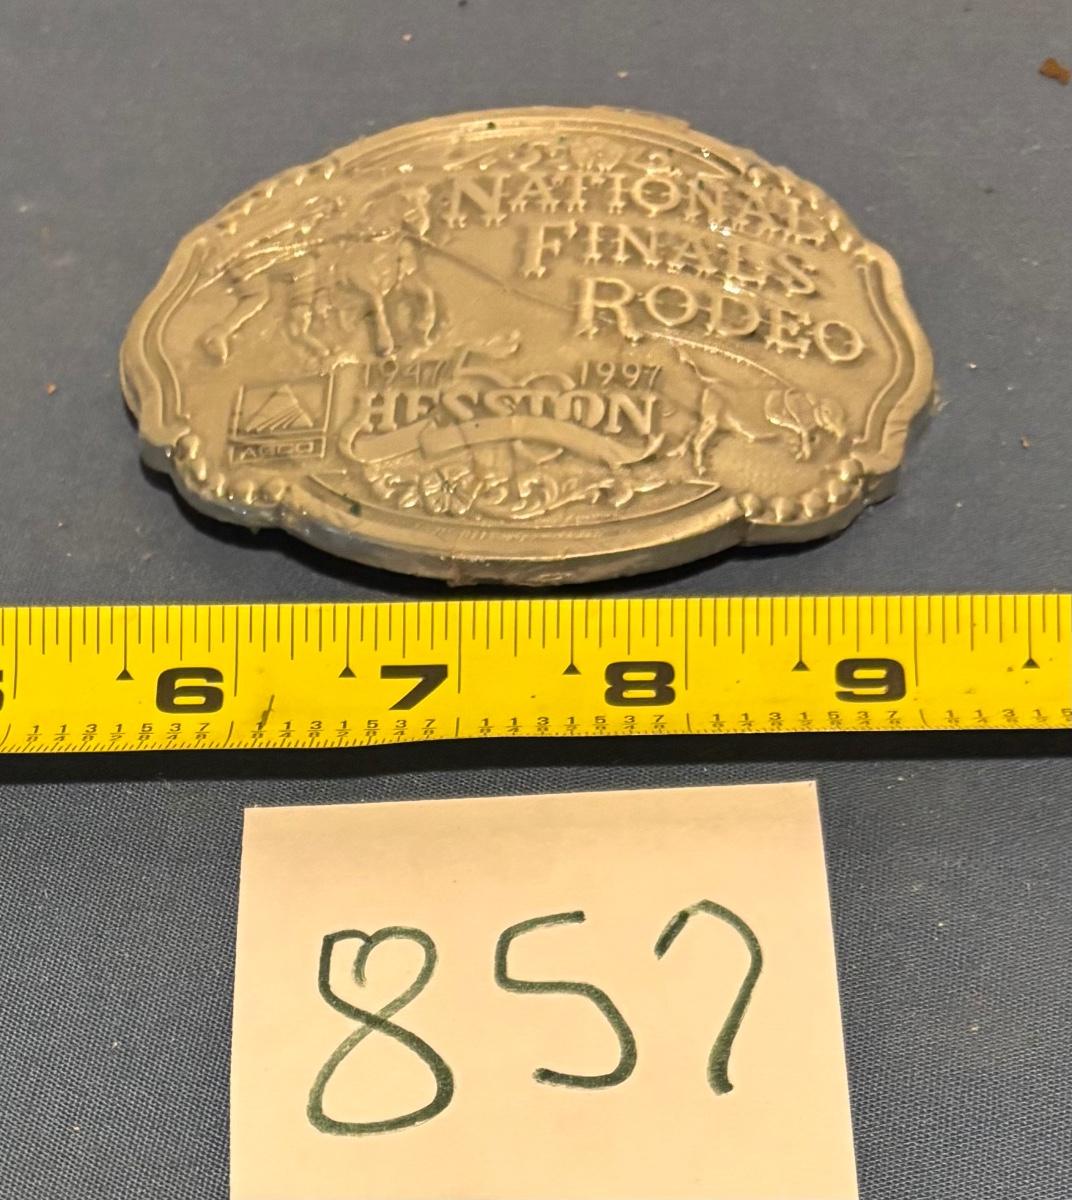 NATIONAL
FINALS
RODEO
1947 1997
HESSTON
AGCO
6 7 8 9
857